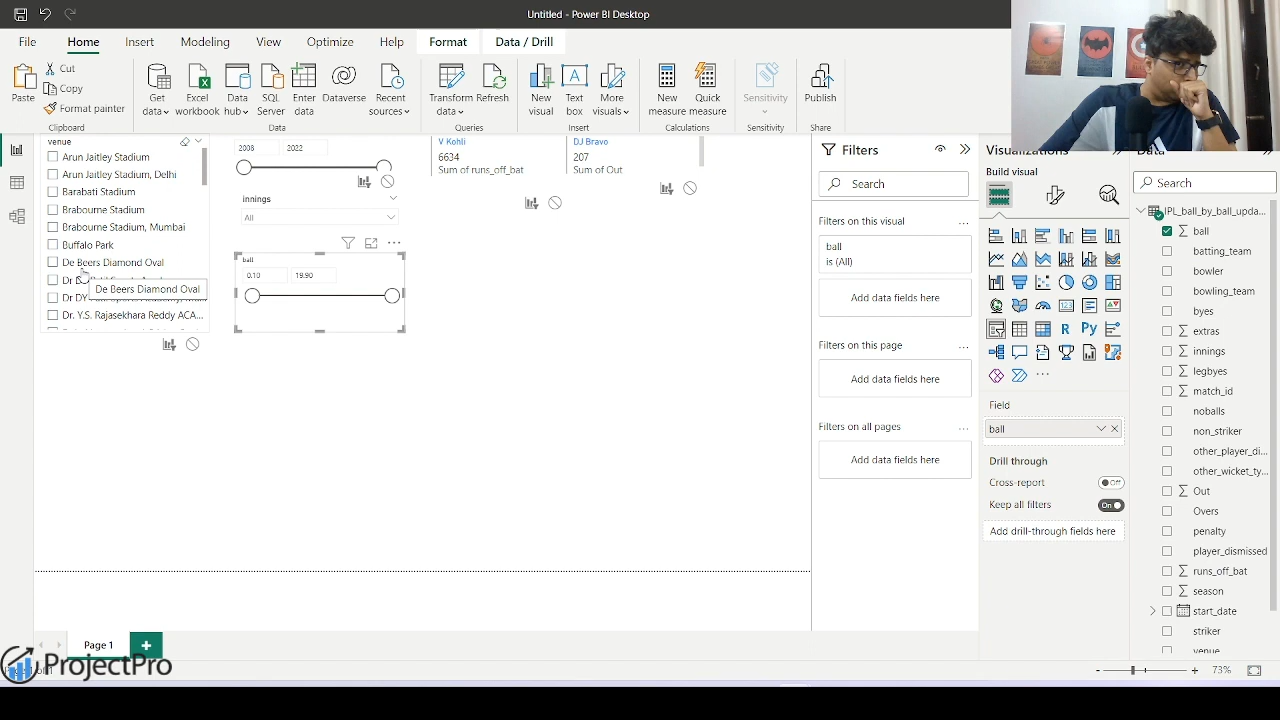 Untitled - Power BI Desktop
File Home Insert Modeling View Optimize Help Format Data / Drill
Paste
Cut
Copy
Format painter
Clipboard
Get data
Excel workbook
Data hub
SQL Server
Enter data
Dataverse
Recent sources
Data
Transform data
Refresh
Queries
New visual
Text box
More visuals
Insert
New measure
Quick measure
Calculations
Sensitivity
Sensitivity
Publish
Share
venue
Arun Jaitley Stadium
Arun Jaitley Stadium, Delhi
Barabati Stadium
Brabourne Stadium
Brabourne Stadium, Mumbai
Buffalo Park
De Beers Diamond Oval
De Beers Diamond Oval
Dr. Y.S. Rajasekhara Reddy ACA...
2008 2022
innings
All
ball
0.10 19.90
V Kohli
6634
Sum of runs_off_bat
DJ Bravo
207
Sum of Out
Filters
Search
Filters on this visual ...
ball
is (All)
Add data fields here
Filters on this page ...
Add data fields here
Filters on all pages ...
Add data fields here
Visualizations
Build visual
R Py
123
...
Field
ball
Drill through
Cross-report Off
Keep all filters On
Add drill-through fields here
Data
Search
IPL_ball_by_ball_upda...
ball
batting_team
bowler
bowling_team
byes
extras
innings
legbyes
match_id
noballs
non_striker
other_player_di...
other_wicket_ty...
Out
Overs
penalty
player_dismissed
runs_off_bat
season
start_date
striker
venue
Page 1
ProjectPro
- + 73%